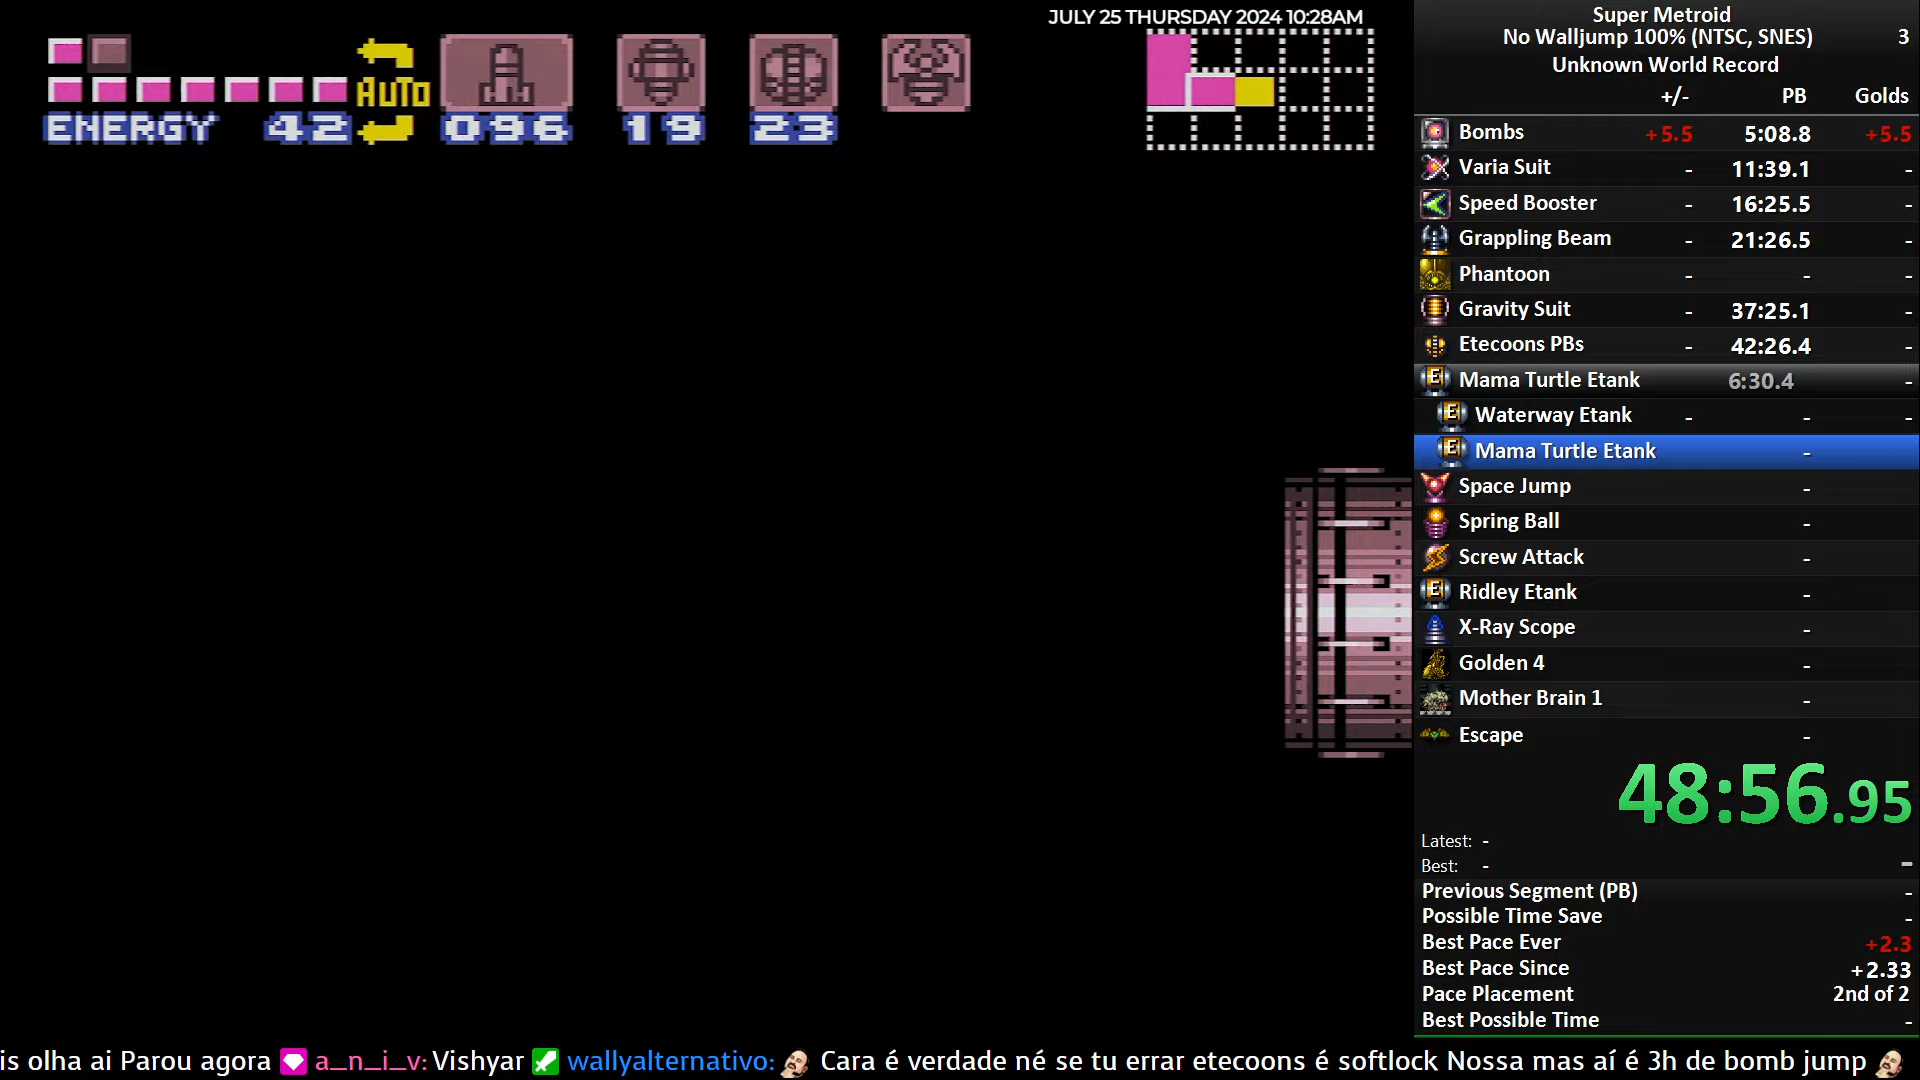 JULY 25 THURSDAY 2024 10:28AM
AUTO
ENERGY 42 096 19 23
Super Metroid
No Walljump 100% (NTSC, SNES) 3
Unknown World Record
+/- PB Golds
Bombs +5.5 5:08.8 +5.5
Varia Suit - 11:39.1 -
Speed Booster - 16:25.5 -
Grappling Beam - 21:26.5 -
Phantoon - - -
Gravity Suit - 37:25.1 -
Etecoons PBs - 42:26.4 -
Mama Turtle Etank 6:30.4 -
Waterway Etank - - -
Mama Turtle Etank -
Space Jump -
Spring Ball -
Screw Attack -
Ridley Etank -
X-Ray Scope -
Golden 4 -
Mother Brain 1 -
Escape -
48:56.95
Latest: -
Best: - -
Previous Segment (PB) -
Possible Time Save -
Best Pace Ever +2.3
Best Pace Since +2.33
Pace Placement 2nd of 2
Best Possible Time -
is olha ai Parou agora a_n_i_v: Vishyar wallyalternativo: Cara é verdade né se tu errar etecoons é softlock Nossa mas aí é 3h de bomb jump